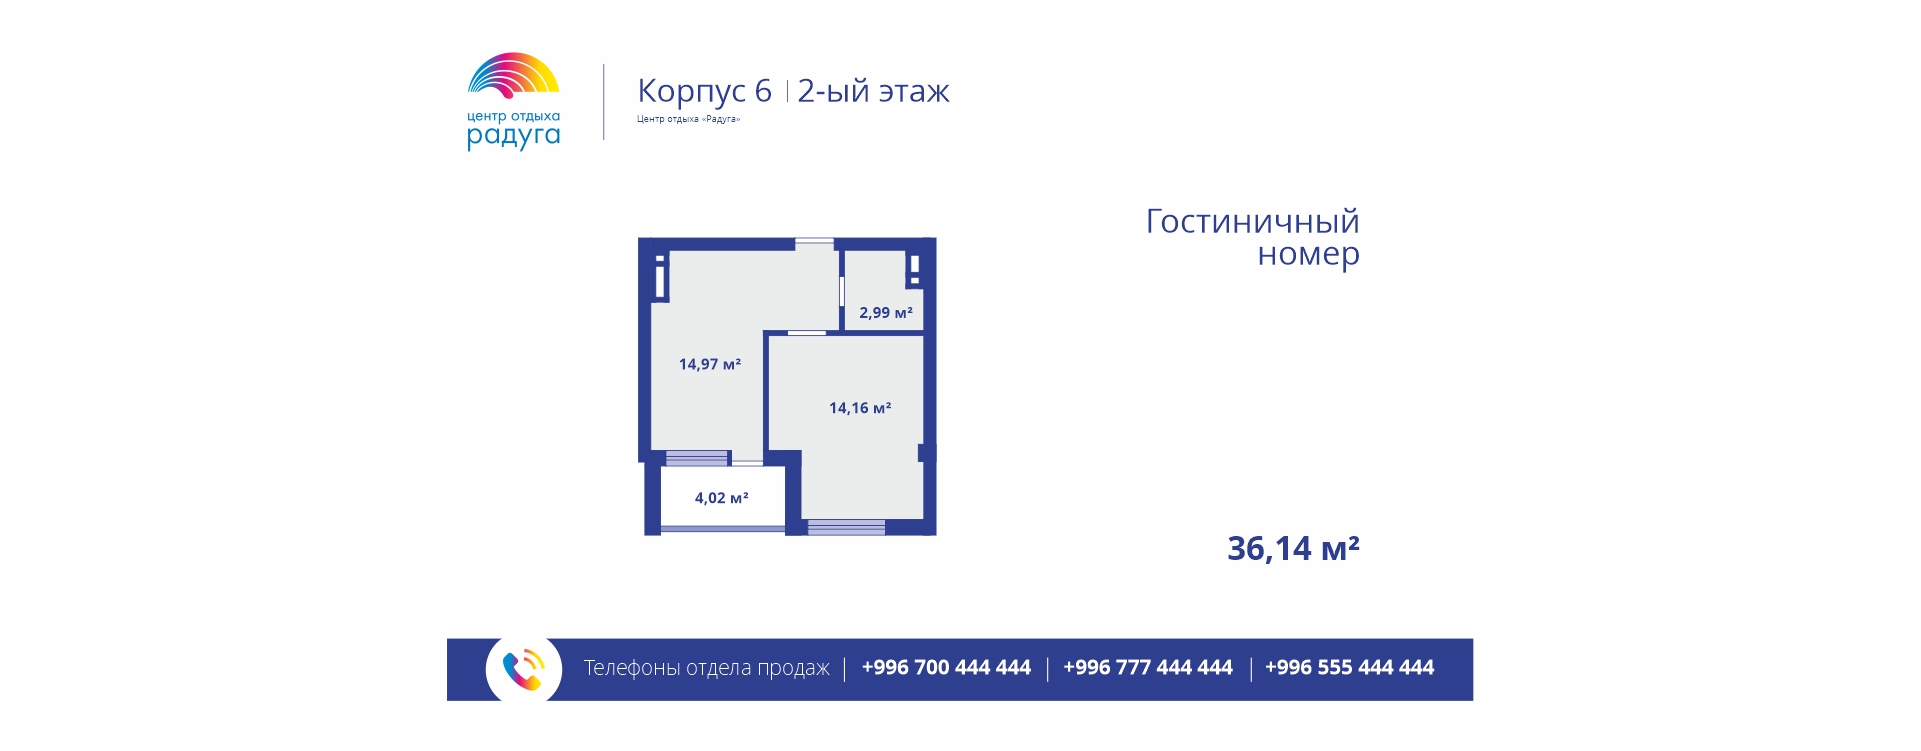 центр отдыха
радуга
Корпус 6 | 2-ый этаж
Центр отдыха «Радуга»
Гостиничный
номер
2,99 м²
14,97 м²
14,16 м²
4,02 м²
36,14 м²
Телефоны отдела продаж | +996 700 444 444 | +996 777 444 444 | +996 555 444 444